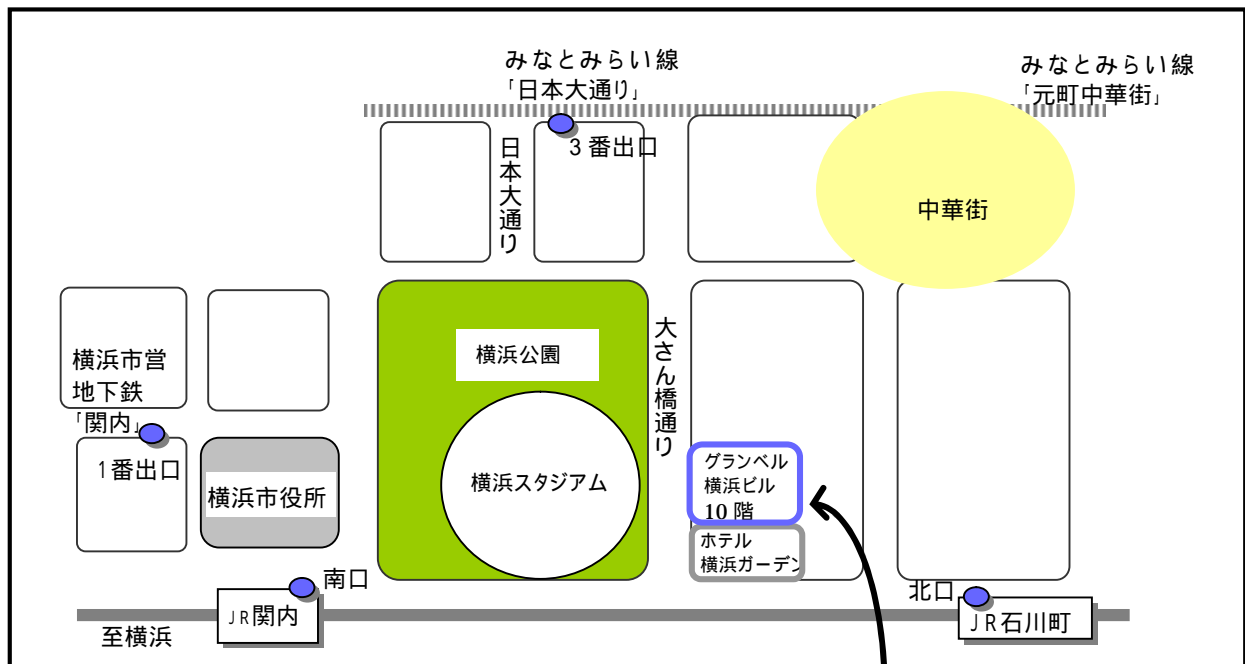 みなとみらい線
「日本大通り」
みなとみらい線
「元町中華街」
3番出口
日本大通り
中華街
横浜市営
地下鉄
「関内」
1番出口
横浜市役所
横浜公園
横浜スタジアム
大さん橋通り
グランベル
横浜ビル
10階
ホテル
横浜ガーデン
南口
JR関内
至横浜
北口
JR石川町